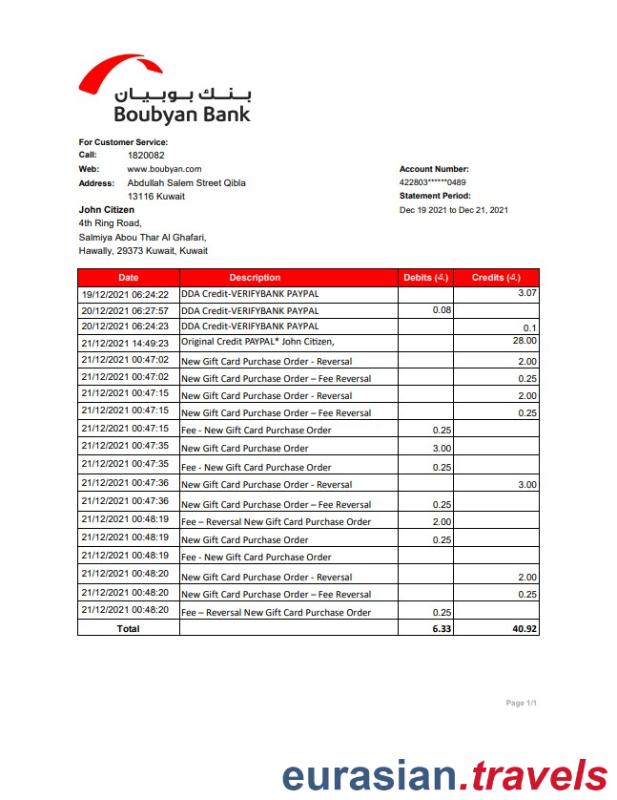 بنك بوبيان
Boubyan Bank
For Customer Service:
Call: 1820082
Web: www.boubyan.com
Address: Abdullah Salem Street Qibla
13116 Kuwait
Account Number:
422803******0489
Statement Period:
Dec 19 2021 to Dec 21, 2021
John Citizen
4th Ring Road,
Salmiya Abou Thar Al Ghafari,
Hawally, 29373 Kuwait, Kuwait
Date Description Debits (د.ك) Credits (د.ك)
19/12/2021 06:24:22 DDA Credit-VERIFYBANK PAYPAL 3.07
20/12/2021 06:27:57 DDA Credit-VERIFYBANK PAYPAL 0.08
20/12/2021 06:24:23 DDA Credit-VERIFYBANK PAYPAL 0.1
21/12/2021 14:49:23 Original Credit PAYPAL* John Citizen, 28.00
21/12/2021 00:47:02 New Gift Card Purchase Order - Reversal 2.00
21/12/2021 00:47:02 New Gift Card Purchase Order – Fee Reversal 0.25
21/12/2021 00:47:15 New Gift Card Purchase Order - Reversal 2.00
21/12/2021 00:47:15 New Gift Card Purchase Order – Fee Reversal 0.25
21/12/2021 00:47:15 Fee - New Gift Card Purchase Order 0.25
21/12/2021 00:47:35 New Gift Card Purchase Order 3.00
21/12/2021 00:47:35 Fee - New Gift Card Purchase Order 0.25
21/12/2021 00:47:36 New Gift Card Purchase Order - Reversal 3.00
21/12/2021 00:47:36 New Gift Card Purchase Order – Fee Reversal 0.25
21/12/2021 00:48:19 Fee – Reversal New Gift Card Purchase Order 2.00
21/12/2021 00:48:19 New Gift Card Purchase Order 0.25
21/12/2021 00:48:19 Fee - New Gift Card Purchase Order
21/12/2021 00:48:20 New Gift Card Purchase Order - Reversal 2.00
21/12/2021 00:48:20 New Gift Card Purchase Order – Fee Reversal 0.25
21/12/2021 00:48:20 Fee – Reversal New Gift Card Purchase Order 0.25
Total 6.33 40.92
Page 1/1
eurasian.travels